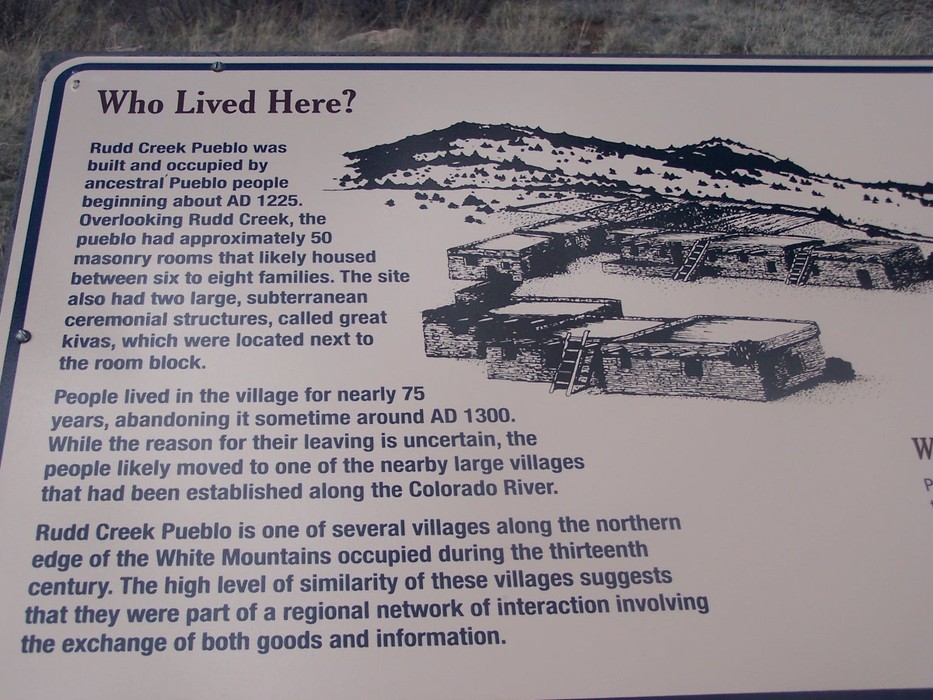 Who Lived Here?
Rudd Creek Pueblo was
built and occupied by
ancestral Pueblo people
beginning about AD 1225.
Overlooking Rudd Creek, the
pueblo had approximately 50
masonry rooms that likely housed
between six to eight families. The site
also had two large, subterranean
ceremonial structures, called great
kivas, which were located next to
the room block.
People lived in the village for nearly 75
years, abandoning it sometime around AD 1300.
While the reason for their leaving is uncertain, the
people likely moved to one of the nearby large villages
that had been established along the Colorado River.
Rudd Creek Pueblo is one of several villages along the northern
edge of the White Mountains occupied during the thirteenth
century. The high level of similarity of these villages suggests
that they were part of a regional network of interaction involving
the exchange of both goods and information.